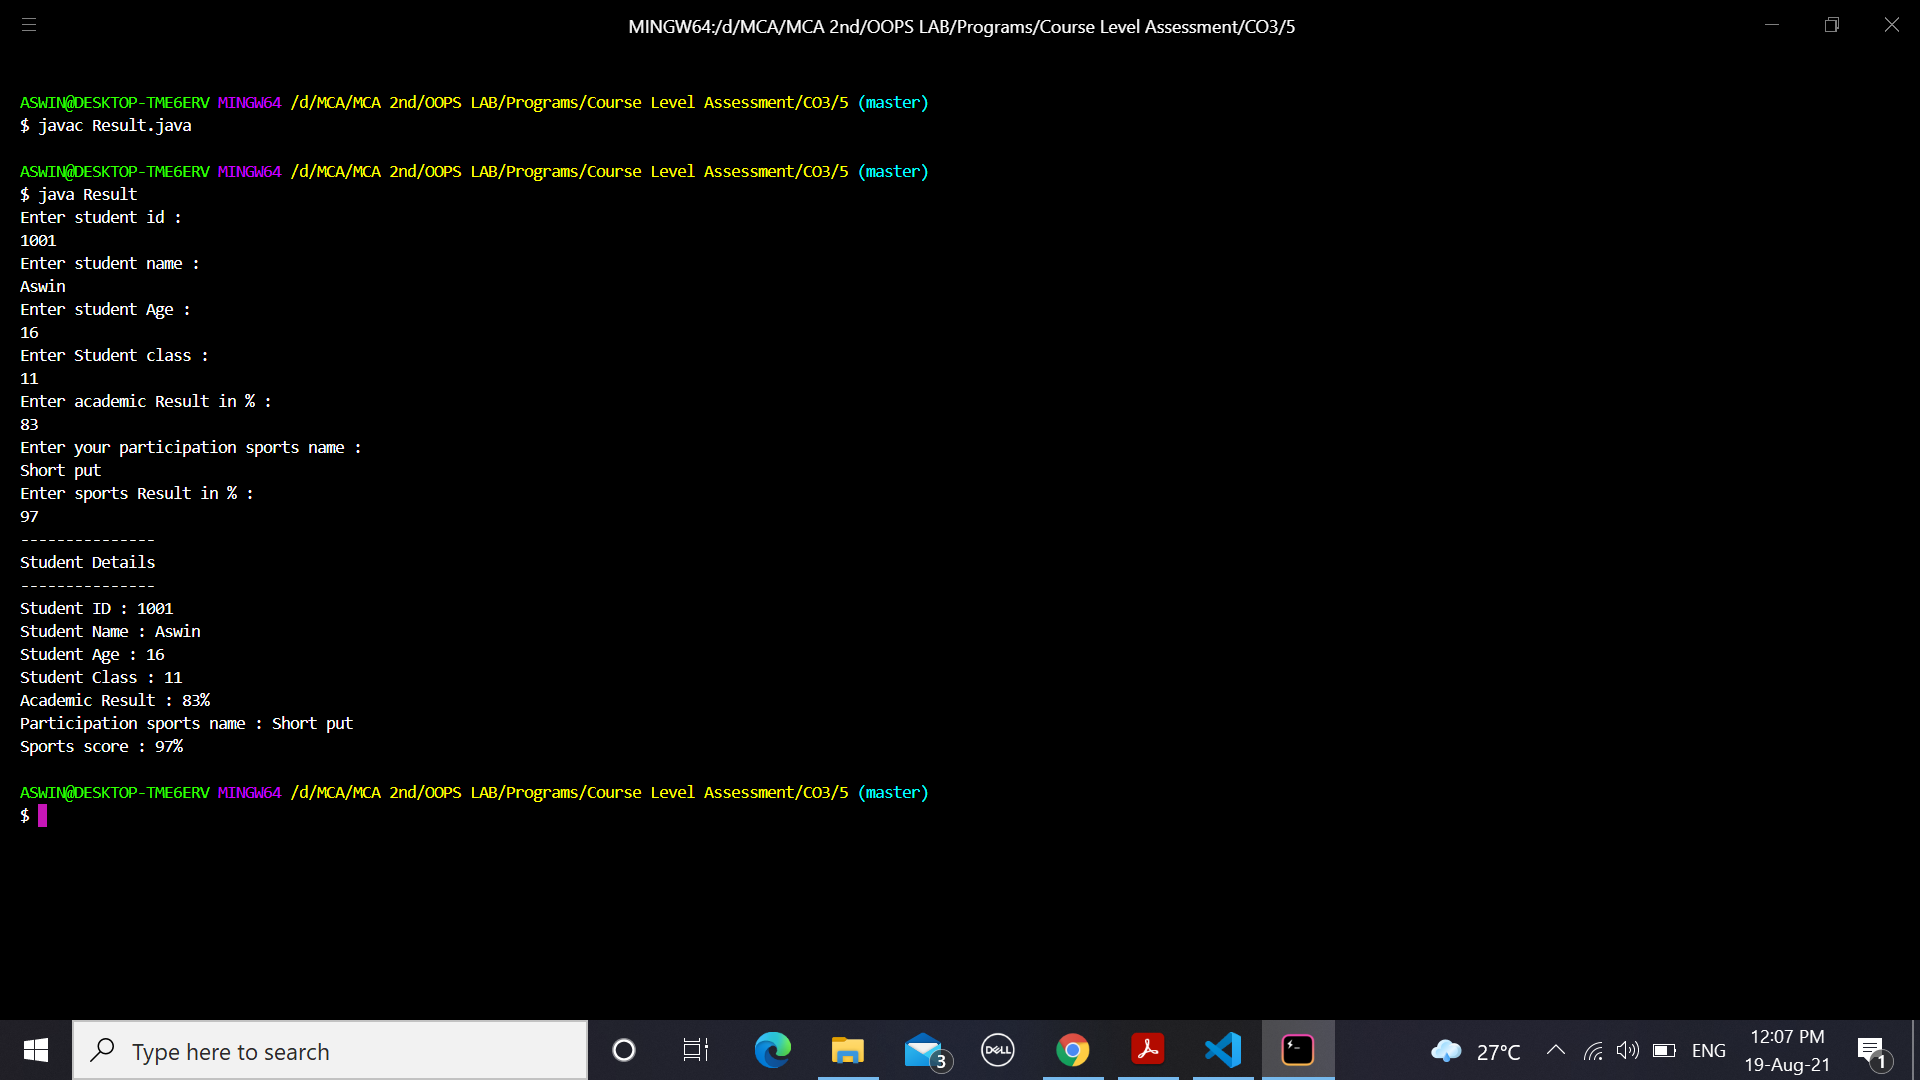 MINGW64:/d/MCA/MCA 2nd/OOPS LAB/Programs/Course Level Assessment/CO3/5
ASWIN@DESKTOP-TME6ERV MINGW64 /d/MCA/MCA 2nd/OOPS LAB/Programs/Course Level Assessment/CO3/5 (master)
$ javac Result.java
ASWIN@DESKTOP-TME6ERV MINGW64 /d/MCA/MCA 2nd/OOPS LAB/Programs/Course Level Assessment/CO3/5 (master)
$ java Result
Enter student id :
1001
Enter student name :
Aswin
Enter student Age :
16
Enter Student class :
11
Enter academic Result in % :
83
Enter your participation sports name :
Short put
Enter sports Result in % :
97
---------------
Student Details
---------------
Student ID : 1001
Student Name : Aswin
Student Age : 16
Student Class : 11
Academic Result : 83%
Participation sports name : Short put
Sports score : 97%
ASWIN@DESKTOP-TME6ERV MINGW64 /d/MCA/MCA 2nd/OOPS LAB/Programs/Course Level Assessment/CO3/5 (master)
$
Type here to search
3
DELL
27°C
ENG
12:07 PM
19-Aug-21
1